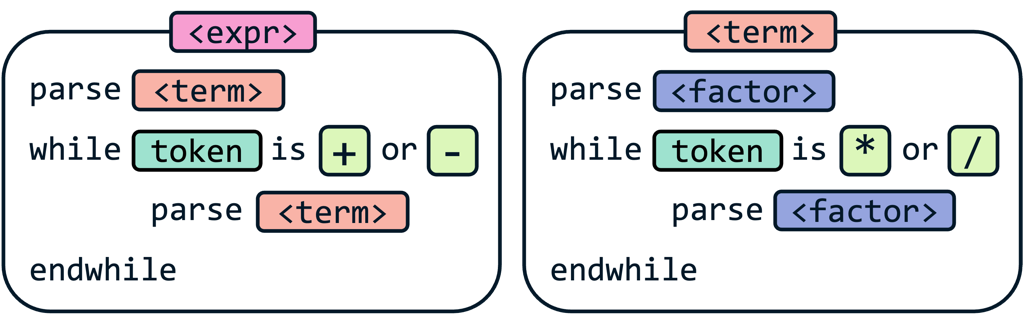 <expr>
parse <term>
while token is + or -
parse <term>
endwhile
<term>
parse <factor>
while token is * or /
parse <factor>
endwhile